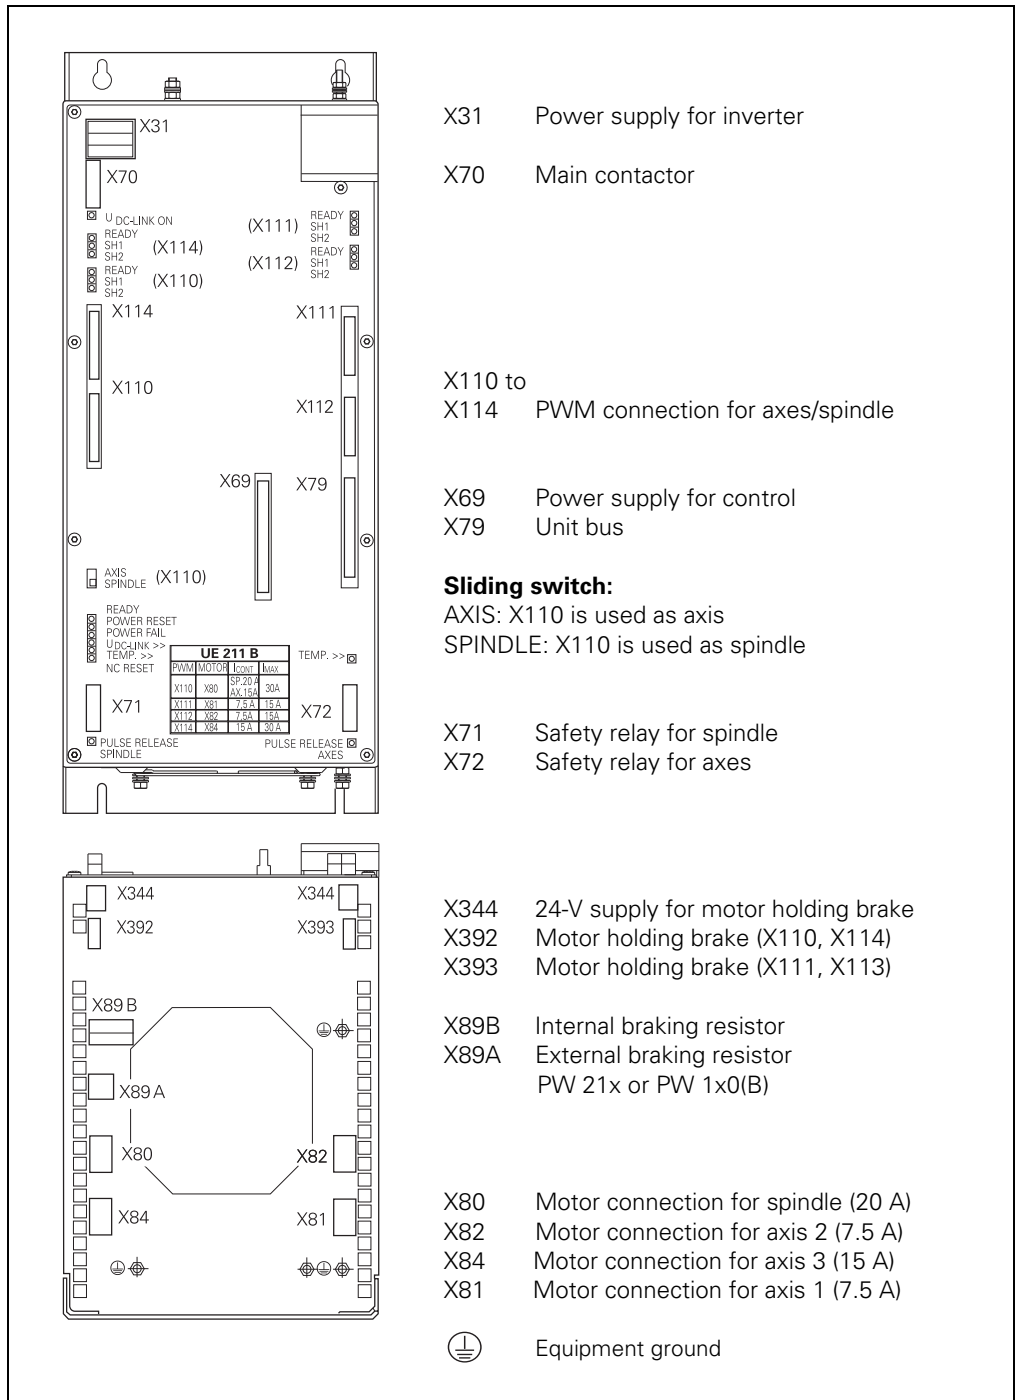 X31 Power supply for inverter
X70 Main contactor
X110 to
X114 PWM connection for axes/spindle
X69 Power supply for control
X79 Unit bus
Sliding switch:
AXIS: X110 is used as axis
SPINDLE: X110 is used as spindle
X71 Safety relay for spindle
X72 Safety relay for axes
X344 24-V supply for motor holding brake
X392 Motor holding brake (X110, X114)
X393 Motor holding brake (X111, X113)
X89B Internal braking resistor
X89A External braking resistor
PW 21x or PW 1x0(B)
X80 Motor connection for spindle (20 A)
X82 Motor connection for axis 2 (7.5 A)
X84 Motor connection for axis 3 (15 A)
X81 Motor connection for axis 1 (7.5 A)
Equipment ground
X31
X70
U DC-LINK ON
READY
SH1
SH2
(X114)
READY
SH1
SH2
(X110)
(X111)
READY
SH1
SH2
(X112)
READY
SH1
SH2
X114
X111
X110
X112
X69
X79
AXIS
SPINDLE
(X110)
READY
POWER RESET
POWER FAIL
UDC-LINK >>
TEMP. >>
NC RESET
UE 211 B
PWM MOTOR ICONT IMAX
X110 X80 SP.20 A AX.15A 30A
X111 X81 7,5 A 15 A
X112 X82 7.5A 15A
X114 X84 15 A 30 A
TEMP. >>
X71
X72
PULSE RELEASE
SPINDLE
PULSE RELEASE
AXES
X344
X344
X392
X393
X89 B
X89 A
X80
X82
X84
X81